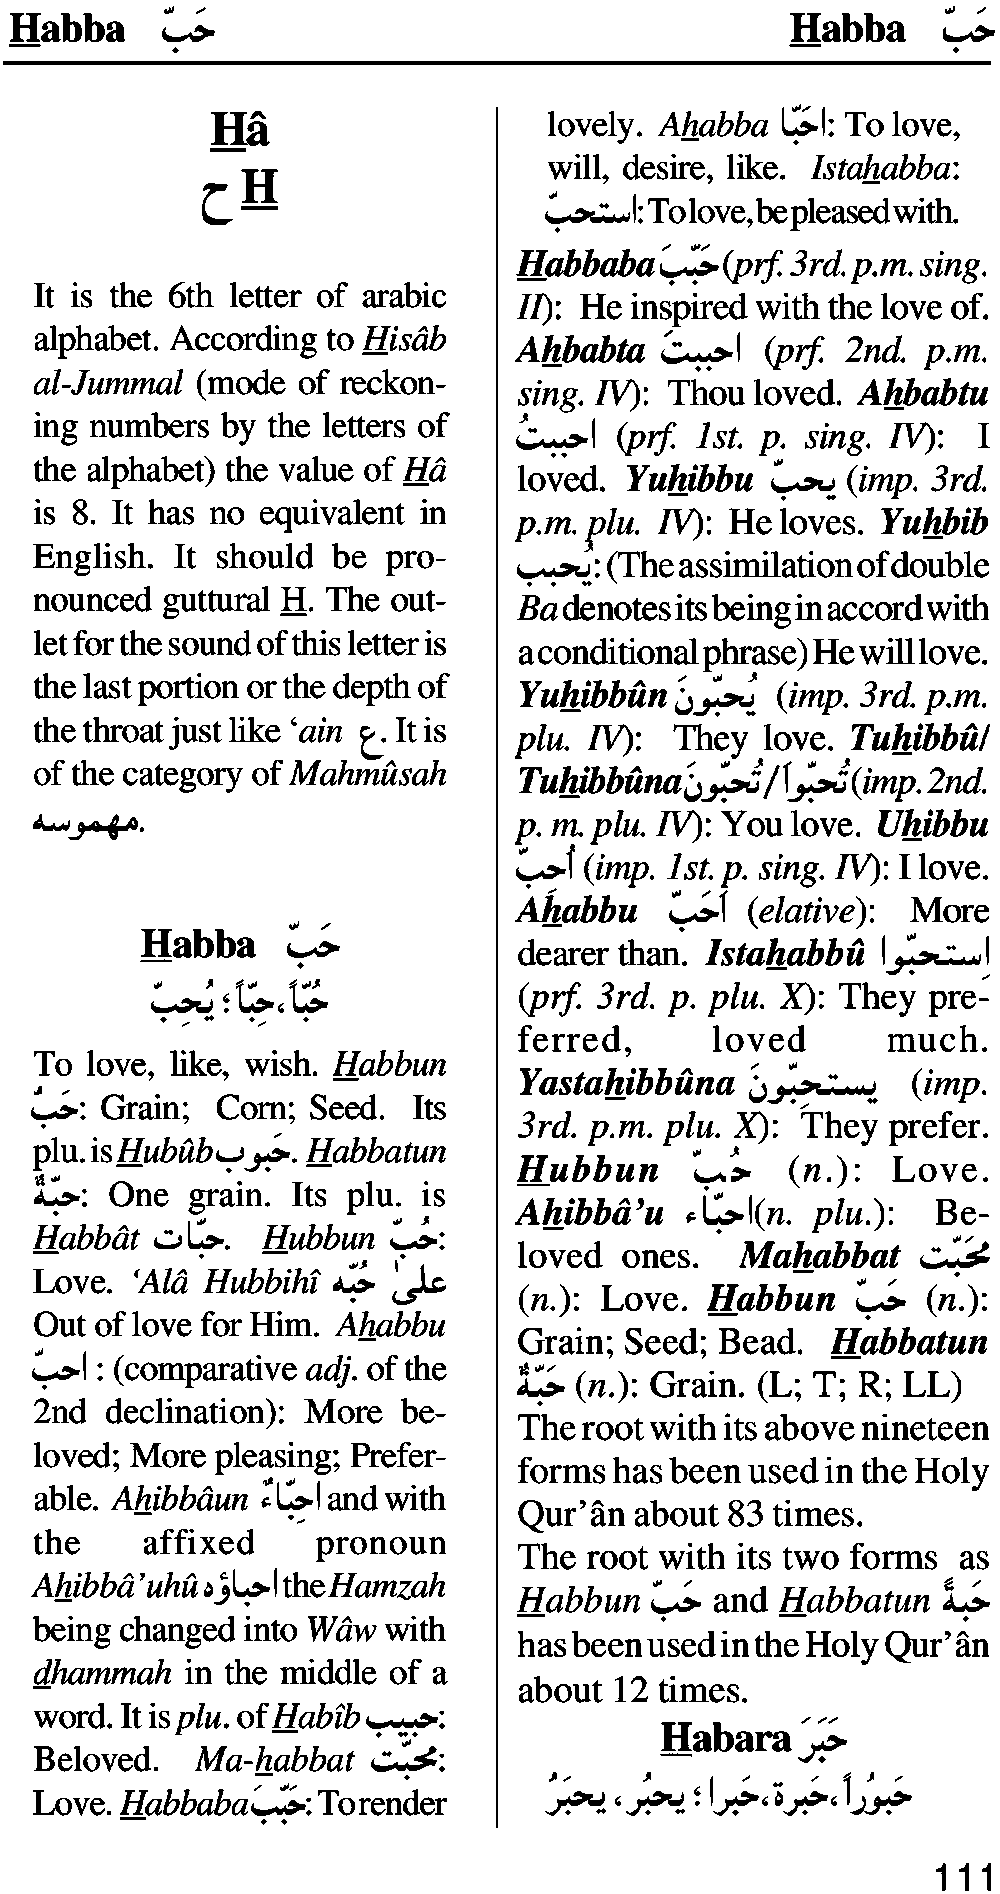 Habba حَبّ
Habba حَبّ
Hâ
ح H
It is the 6th letter of arabic
alphabet. According to Hisâb
al-Jummal (mode of reckon-
ing numbers by the letters of
the alphabet) the value of Hâ
is 8. It has no equivalent in
English. It should be pro-
nounced guttural H. The out-
let for the sound of this letter is
the last portion or the depth of
the throat just like ‘ain ع. It is
of the category of Mahmûsah
مهموسه.
Habba حَبّ
حُبّاً، حِبّاً؛ يُحِبّ
To love, like, wish. Habbun
حَبٌّ: Grain; Corn; Seed. Its
plu. is Hubûb حُبوب. Habbatun
حبّةٌ: One grain. Its plu. is
Habbât حبّات. Hubbun حُبّ:
Love. ‘Alâ Hubbihî علىٰ حُبّه
Out of love for Him. Ahabbu
احبّ : (comparative adj. of the
2nd declination): More be-
loved; More pleasing; Prefer-
able. Ahibbâun احِبّاءٌ and with
the affixed pronoun
Ahibbâ’uhû احباؤه the Hamzah
being changed into Wâw with
dhammah in the middle of a
word. It is plu. of Habîb حبيب:
Beloved. Ma-habbat محبّت:
Love. Habbaba حَبّبَ: To render
lovely. Ahabba احَبّا: To love,
will, desire, like. Istahabba:
استحبّ: To love, be pleased with.
Habbaba حَبّبَ (prf. 3rd. p.m. sing.
II): He inspired with the love of.
Ahbabta احببتَ (prf. 2nd. p.m.
sing. IV): Thou loved. Ahbabtu
احببتُ (prf. 1st. p. sing. IV): I
loved. Yuhibbu يحبّ (imp. 3rd.
p.m. plu. IV): He loves. Yuhbib
يُحبب: (The assimilation of double
Ba denotes its being in accord with
a conditional phrase) He will love.
Yuhibbûn يُحبّونَ (imp. 3rd. p.m.
plu. IV): They love. Tuhibbû/
Tuhibbûna تُحبّواَ / تُحبّونَ (imp. 2nd.
p. m. plu. IV): You love. Uhibbu
اُحبّ (imp. 1st. p. sing. IV): I love.
Ahabbu اَحَبّ (elative): More
dearer than. Istahabbû اِستحبّوا
(prf. 3rd. p. plu. X): They pre-
ferred, loved much.
Yastahibbûna يستحِبّونَ (imp.
3rd. p.m. plu. X): They prefer.
Hubbun حُبّ (n.): Love.
Ahibbâ’u احبّاء (n. plu.): Be-
loved ones. Mahabbat مَحَبّت
(n.): Love. Habbun حَبّ (n.):
Grain; Seed; Bead. Habbatun
حَبّةٌ (n.): Grain. (L; T; R; LL)
The root with its above nineteen
forms has been used in the Holy
Qur’ân about 83 times.
The root with its two forms as
Habbun حَبّ and Habbatun حَبةً
has been used in the Holy Qur’ân
about 12 times.
Habara حَبَرَ
حَبوُراً، حَبرة، حَبرا؛ يحبُر، يحبَرُ
111